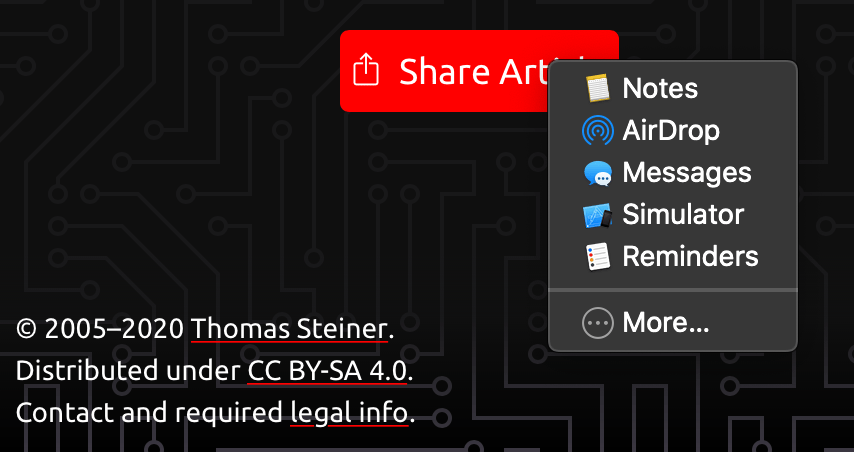 Share Arti
Notes
AirDrop
Messages
Simulator
Reminders
More...
© 2005–2020 Thomas Steiner.
Distributed under CC BY-SA 4.0.
Contact and required legal info.